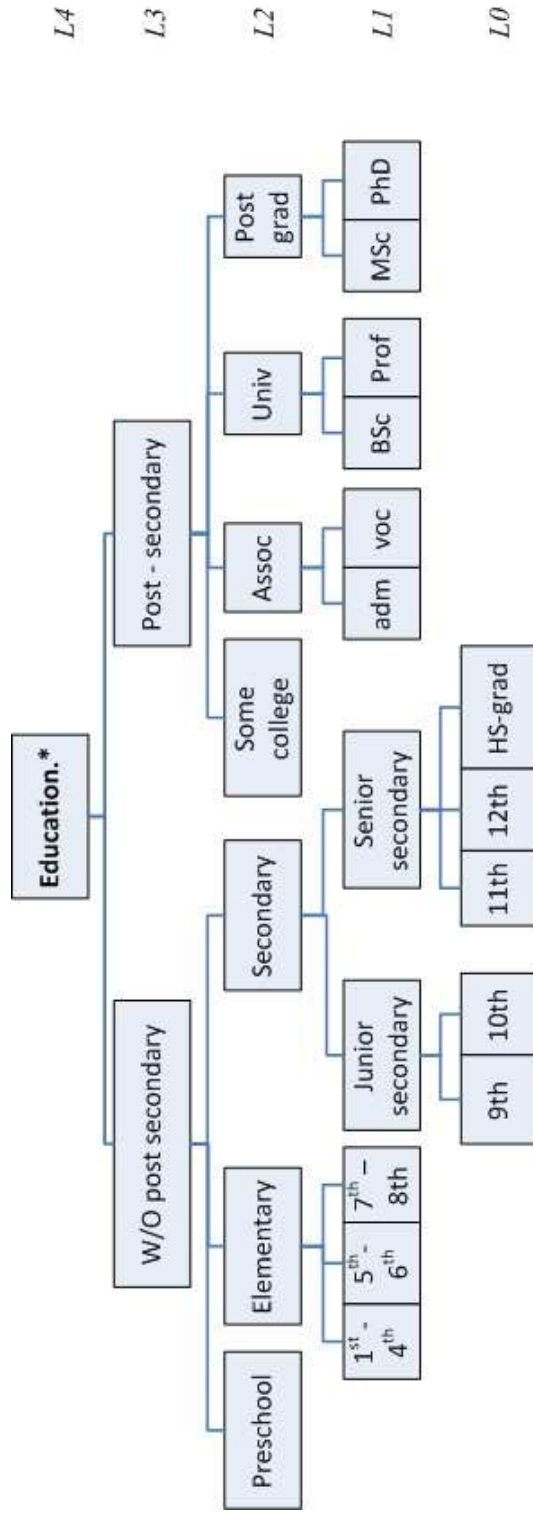 Education.*
L4
W/O post secondary
Post - secondary
L3
Preschool
Elementary
Secondary
Some
college
Assoc
Univ
Post
grad
L2
1st -
4th
5th -
6th
7th –
8th
Junior
secondary
Senior
secondary
adm
voc
BSc
Prof
MSc
PhD
L1
9th
10th
11th
12th
HS-grad
L0